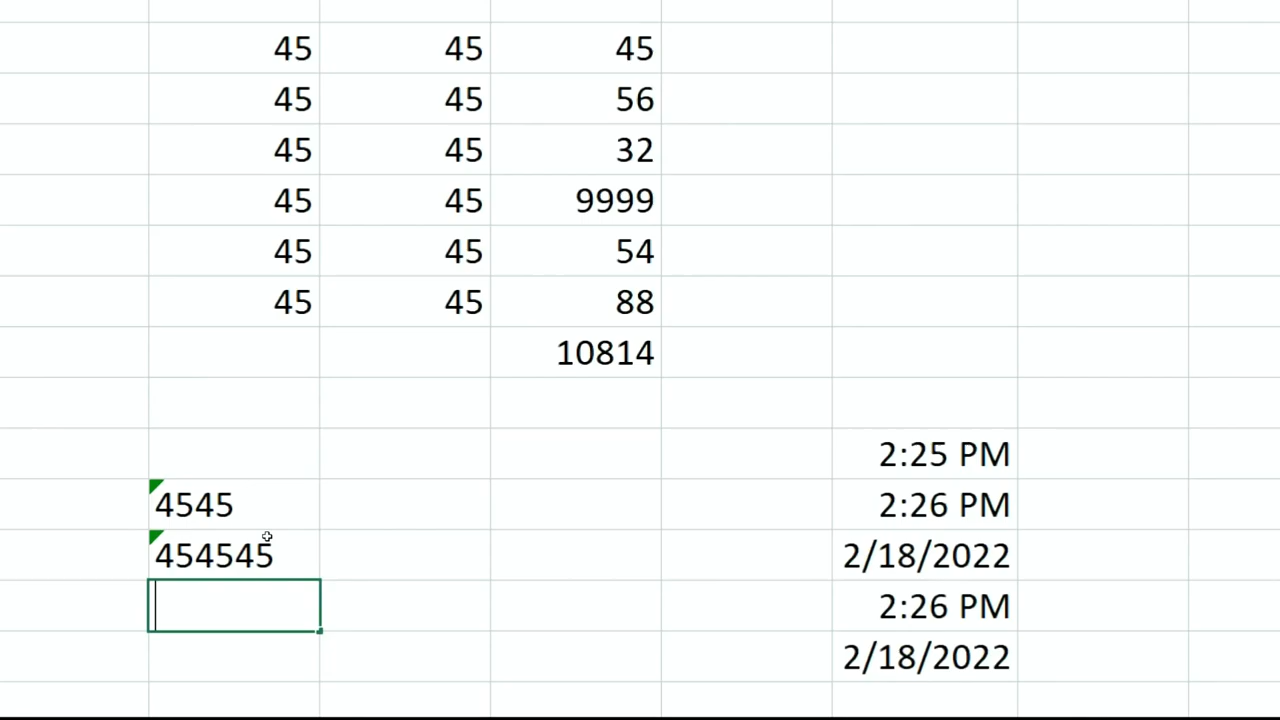 45 45 45
45 45 56
45 45 32
45 45 9999
45 45 54
45 45 88
10814
2:25 PM
4545 2:26 PM
454545 2/18/2022
2:26 PM
2/18/2022